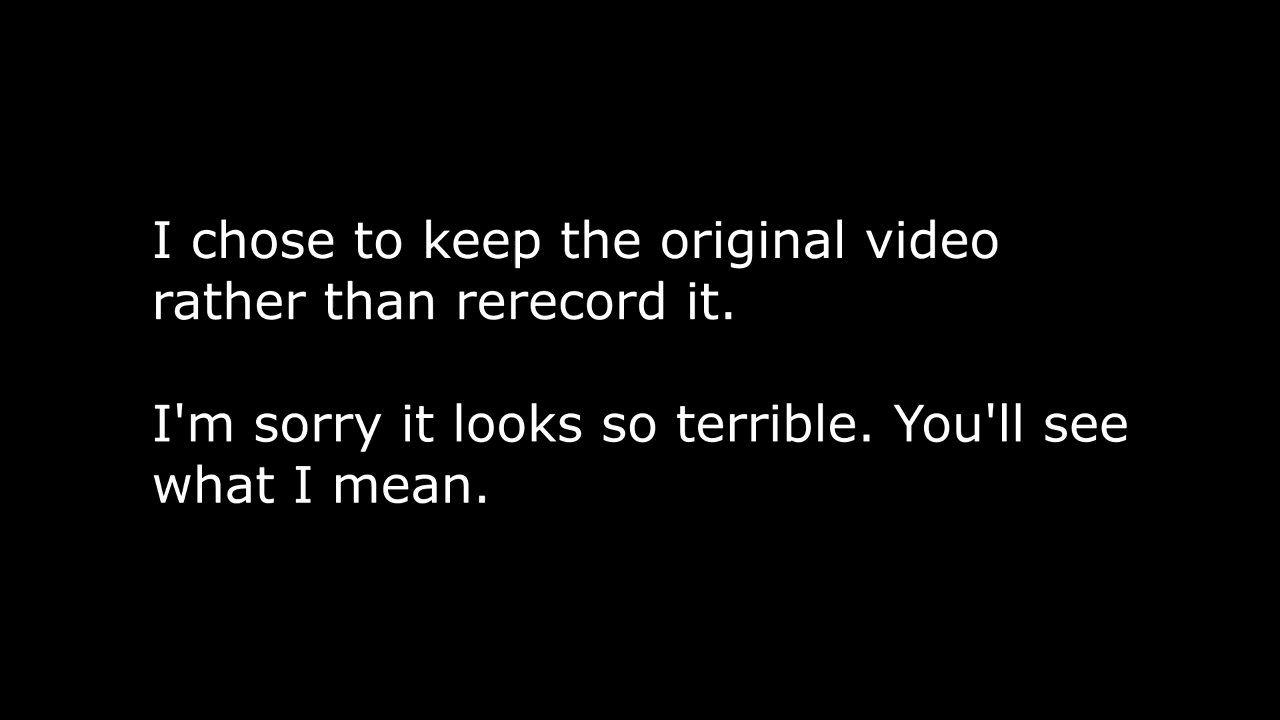 I chose to keep the original video
rather than rerecord it.
I'm sorry it looks so terrible. You'll see
what I mean.